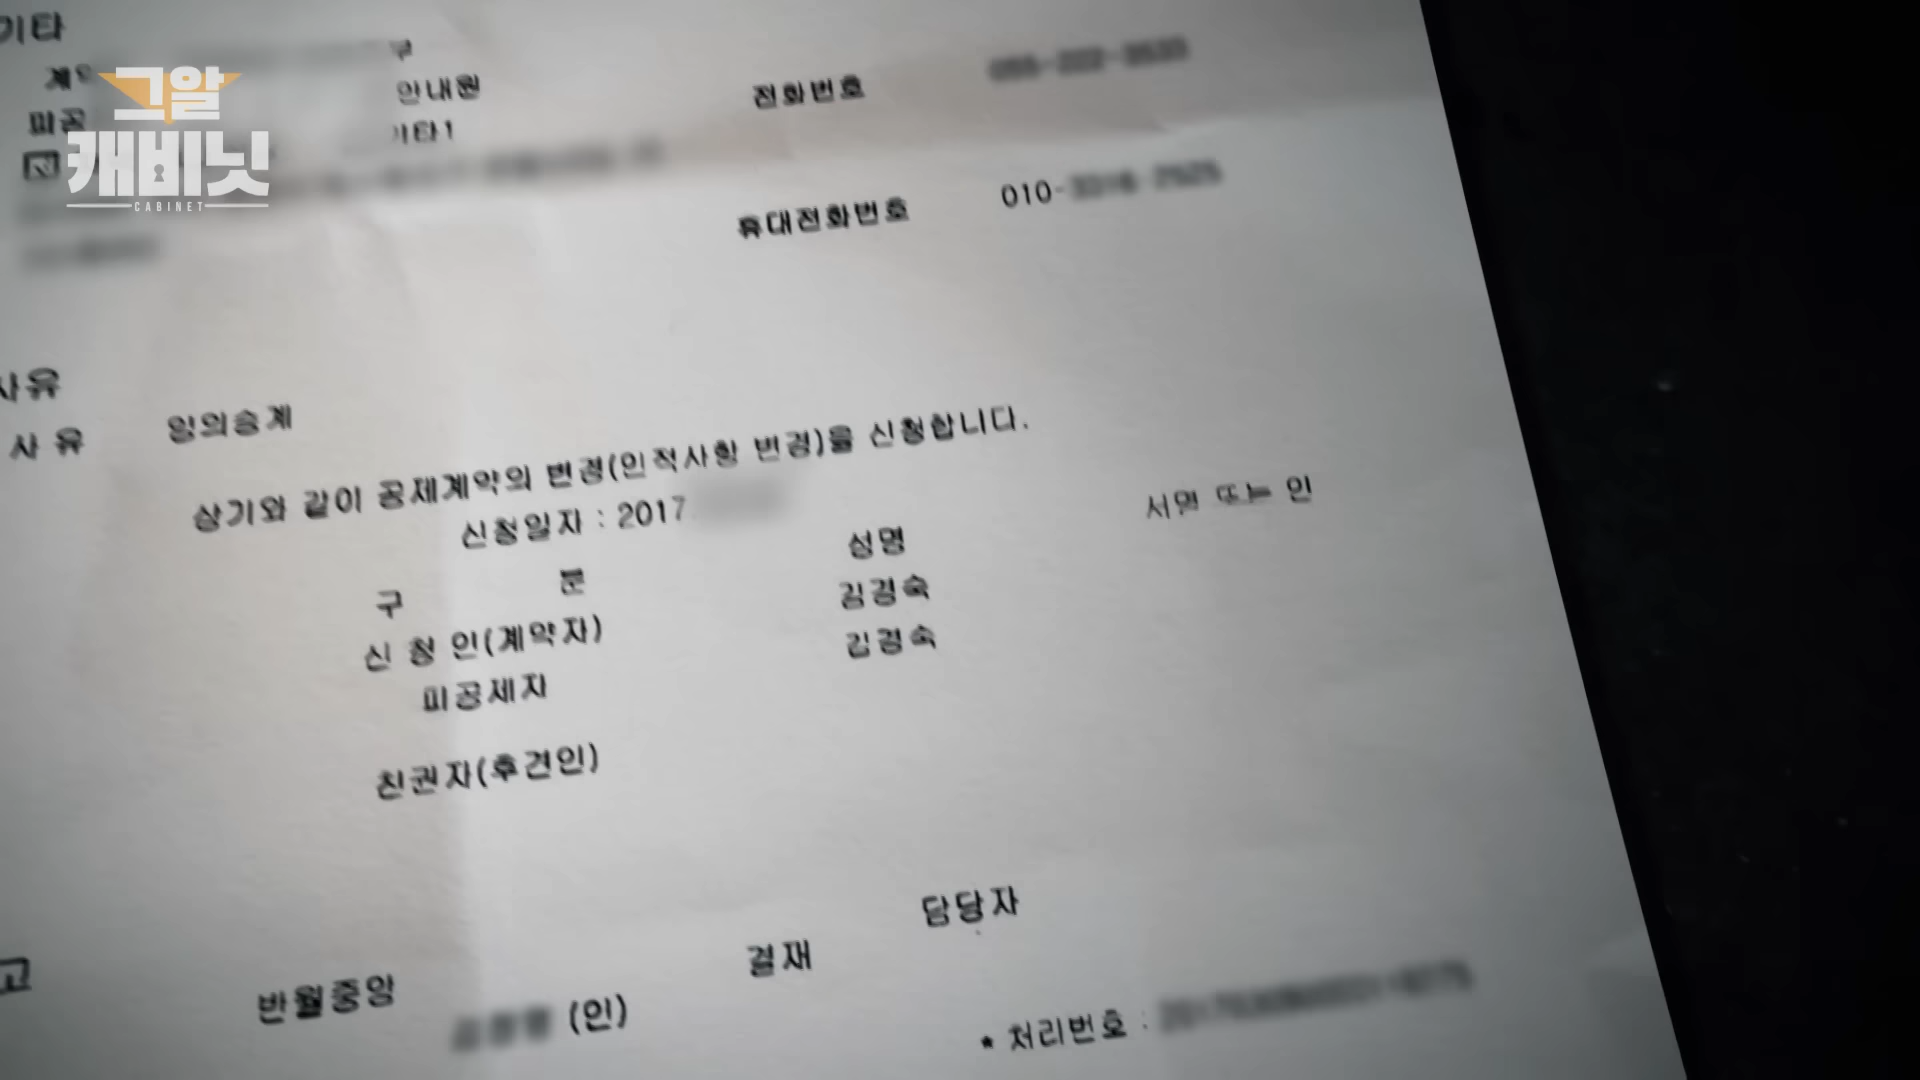 기타
그알
캐비닛
CABINET
안내원
전화번호
피공
기타1
휴대전화번호 010-
사유
사 유 임의승계
상기와 같이 공제계약의 변경(인적사항 변경)을 신청합니다.
신청일자 : 2017
구 분 성명 서명 또는 인
신 청 인(계약자) 김경숙
피공제자 김경숙
친권자(후견인)
고
반월중앙 (인) 결재 담당자
* 처리번호 :